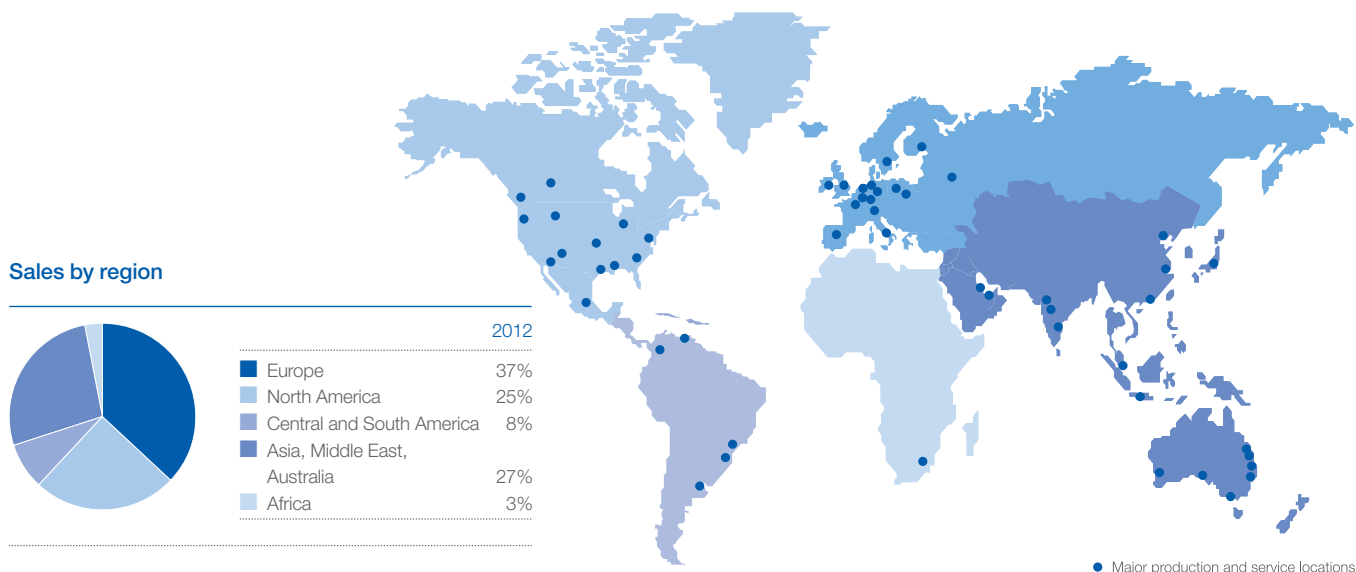 Sales by region
2012
Europe 37%
North America 25%
Central and South America 8%
Asia, Middle East,
Australia 27%
Africa 3%
Major production and service locations